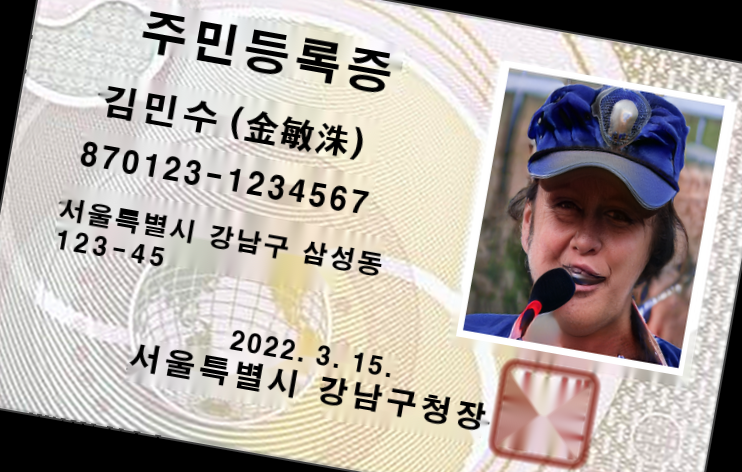 주민등록증
김민수(金敏洙)
870123-1234567
서울특별시 강남구 삼성동
123-45
2022. 3. 15.
서울특별시 강남구청장